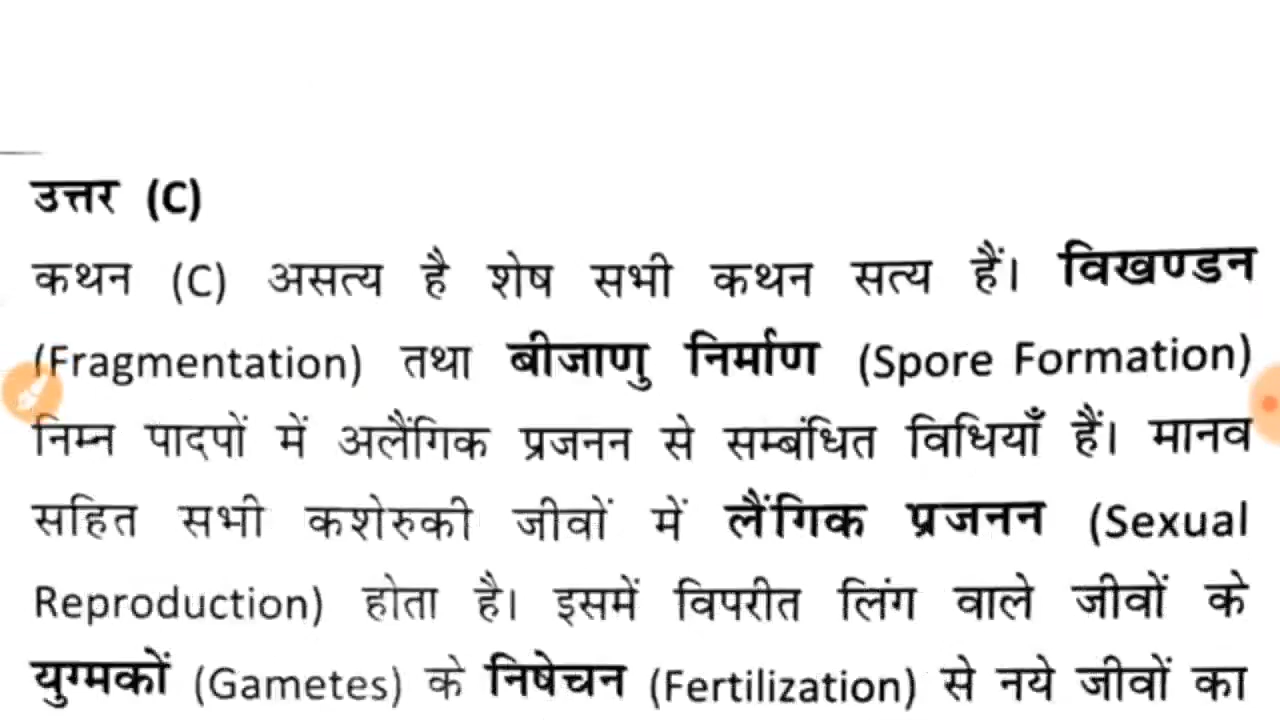 उत्तर (C)
कथन (C) असत्य है शेष सभी कथन सत्य हैं। विखण्डन
(Fragmentation) तथा बीजाणु निर्माण (Spore Formation)
निम्न पादपों में अलैंगिक प्रजनन से सम्बंधित विधियाँ हैं। मानव
सहित सभी कशेरुकी जीवों में लैंगिक प्रजनन (Sexual
Reproduction) होता है। इसमें विपरीत लिंग वाले जीवों के
युग्मकों (Gametes) के निषेचन (Fertilization) से नये जीवों का